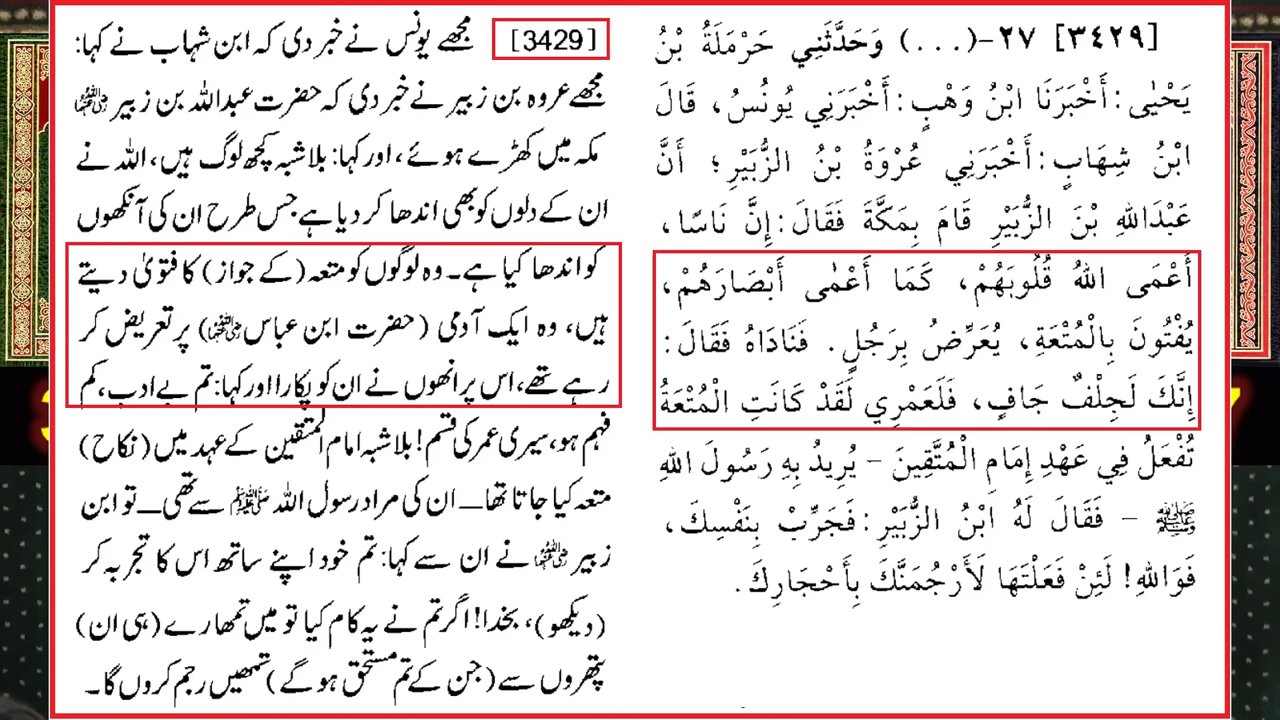 [٣٤٢٩] ٢٧-(...) وَحَدَّثَنِي حَرْمَلَةُ بْنُ
يَحْيٰى: أَخْبَرَنَا ابْنُ وَهْبٍ: أَخْبَرَنِي يُونُسُ، قَالَ
ابْنُ شِهَابٍ: أَخْبَرَنِي عُرْوَةُ بْنُ الزُّبَيْرِ؛ أَنَّ
عَبْدَاللهِ بْنَ الزُّبَيْرِ قَامَ بِمَكَّةَ فَقَالَ: إِنَّ نَاسًا،
أَعْمَى اللهُ قُلُوبَهُمْ، كَمَا أَعْمٰى أَبْصَارَهُمْ،
يُفْتُونَ بِالْمُتْعَةِ، يُعَرِّضُ بِرَجُلٍ. فَنَادَاهُ فَقَالَ:
إِنَّكَ لَجِلْفٌ جَافٍ، فَلَعَمْرِي لَقَدْ كَانَتِ الْمُتْعَةُ
تُفْعَلُ فِي عَهْدِ إِمَامِ الْمُتَّقِينَ – يُرِيدُ بِهِ رَسُولَ اللهِ
ﷺ – فَقَالَ لَهُ ابْنُ الزُّبَيْرِ: فَجَرِّبْ بِنَفْسِكَ،
فَوَاللهِ! لَئِنْ فَعَلْتَهَا لَأَرْجُمَنَّكَ بِأَحْجَارِكَ.
[3429] مجھے یونس نے خبر دی کہ ابن شہاب نے کہا:
مجھے عروہ بن زبیر نے خبر دی کہ حضرت عبداللہ بن زبیر رضی اللہ عنہما
مکہ میں کھڑے ہوئے، اور کہا: بلاشبہ کچھ لوگ ہیں، اللہ نے
ان کے دلوں کو بھی اندھا کر دیا ہے جس طرح ان کی آنکھوں
کو اندھا کیا ہے۔ وہ لوگوں کو متعہ (کے جواز) کا فتویٰ دیتے
ہیں، وہ ایک آدمی (حضرت ابن عباس رضی اللہ عنہما) پر تعریض کر
رہے تھے، اس پر انھوں نے ان کو پکارا اور کہا: تم بے ادب، کم
فہم ہو، میری عمر کی قسم! بلاشبہ امام المتقین کے عہد میں (نکاح)
متعہ کیا جاتا تھا۔ ان کی مراد رسول اللہ ﷺ سے تھی۔ تو ابن
زبیر رضی اللہ عنہما نے ان سے کہا: تم خود اپنے ساتھ اس کا تجربہ کر
(دیکھو)، بخدا! اگر تم نے یہ کام کیا تو میں تمھارے (ہی ان)
پتھروں سے (جن کے تم مستحق ہو گے) تمھیں رجم کروں گا۔